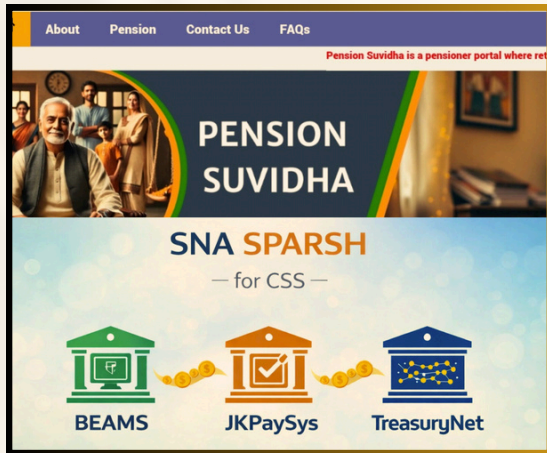 About Pension Contact Us FAQs
Pension Suvidha is a pensioner portal where ret
PENSION
SUVIDHA
SNA SPARSH
— for CSS —
BEAMS JKPaySys TreasuryNet